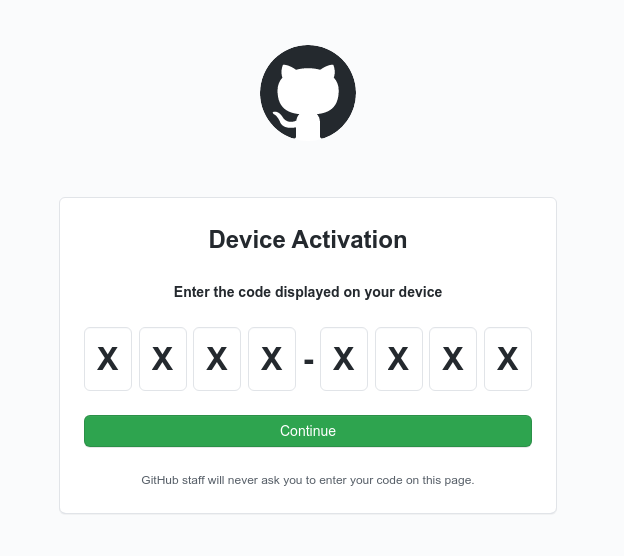 Device Activation
Enter the code displayed on your device
X X X X - X X X X
Continue
GitHub staff will never ask you to enter your code on this page.